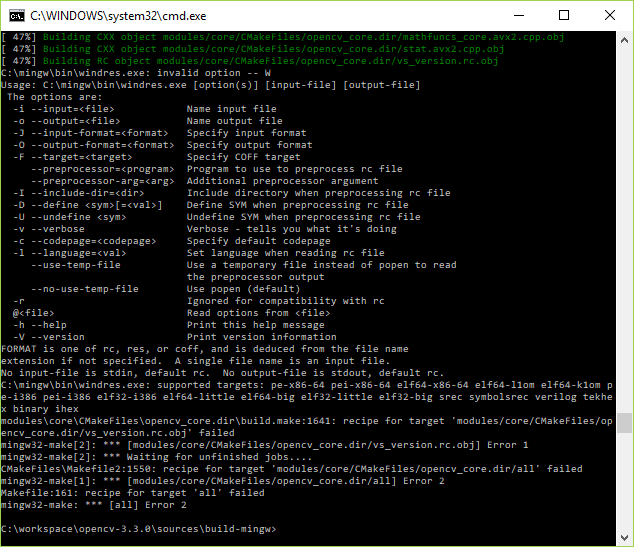 C:\WINDOWS\system32\cmd.exe
[ 47%] Building CXX object modules/core/CMakeFiles/opencv_core.dir/mathfuncs_core.avx2.cpp.obj
[ 47%] Building CXX object modules/core/CMakeFiles/opencv_core.dir/stat.avx2.cpp.obj
[ 47%] Building RC object modules/core/CMakeFiles/opencv_core.dir/vs_version.rc.obj
C:\mingw\bin\windres.exe: invalid option -- W
Usage: C:\mingw\bin\windres.exe [option(s)] [input-file] [output-file]
 The options are:
  -i --input=<file>            Name input file
  -o --output=<file>           Name output file
  -J --input-format=<format>   Specify input format
  -O --output-format=<format>  Specify output format
  -F --target=<target>         Specify COFF target
     --preprocessor=<program>  Program to use to preprocess rc file
     --preprocessor-arg=<arg>  Additional preprocessor argument
  -I --include-dir=<dir>       Include directory when preprocessing rc file
  -D --define <sym>[=<val>]    Define SYM when preprocessing rc file
  -U --undefine <sym>          Undefine SYM when preprocessing rc file
  -v --verbose                 Verbose - tells you what it's doing
  -c --codepage=<codepage>     Specify default codepage
  -l --language=<val>          Set language when reading rc file
     --use-temp-file           Use a temporary file instead of popen to read
                               the preprocessor output
     --no-use-temp-file        Use popen (default)
  -r                           Ignored for compatibility with rc
  @<file>                      Read options from <file>
  -h --help                    Print this help message
  -V --version                 Print version information
FORMAT is one of rc, res, or coff, and is deduced from the file name
extension if not specified.  A single file name is an input file.
No input-file is stdin, default rc.  No output-file is stdout, default rc.
C:\mingw\bin\windres.exe: supported targets: pe-x86-64 pei-x86-64 elf64-x86-64 elf64-l1om elf64-k1om p
e-i386 pei-i386 elf32-i386 elf64-little elf64-big elf32-little elf32-big srec symbolsrec verilog tekhe
x binary ihex
modules\core\CMakeFiles\opencv_core.dir\build.make:1641: recipe for target 'modules/core/CMakeFiles/op
encv_core.dir/vs_version.rc.obj' failed
mingw32-make[2]: *** [modules/core/CMakeFiles/opencv_core.dir/vs_version.rc.obj] Error 1
mingw32-make[2]: *** Waiting for unfinished jobs....
CMakeFiles\Makefile2:1550: recipe for target 'modules/core/CMakeFiles/opencv_core.dir/all' failed
mingw32-make[1]: *** [modules/core/CMakeFiles/opencv_core.dir/all] Error 2
Makefile:161: recipe for target 'all' failed
mingw32-make: *** [all] Error 2
C:\workspace\opencv-3.3.0\sources\build-mingw>